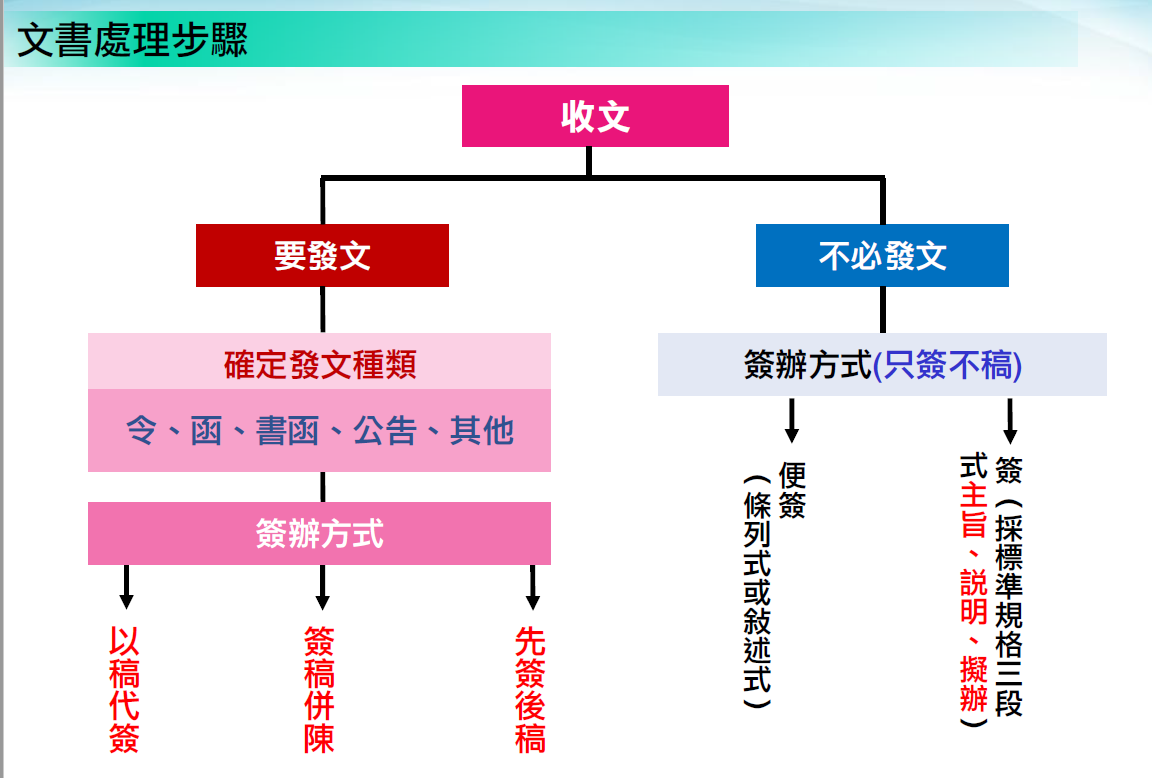 文書處理步驟
收文
要發文
不必發文
確定發文種類
令、函、書函、公告、其他
簽辦方式
以稿代簽
簽稿併陳
先簽後稿
簽辦方式(只簽不稿)
便簽
（條列式或敍述式）
簽（採標準規格三段
式主旨、説明、擬辦）